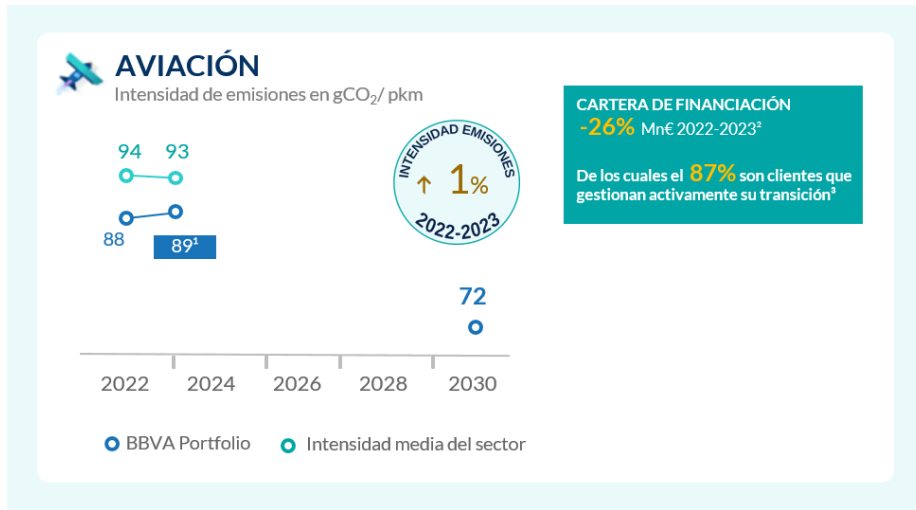 AVIACIÓN
Intensidad de emisiones en gCO₂/ pkm
94 93
88
89¹
INTENSIDAD EMISIONES
↑ 1%
2022-2023
72
2022 2024 2026 2028 2030
BBVA Portfolio Intensidad media del sector
CARTERA DE FINANCIACIÓN
-26% Mn€ 2022-2023²
De los cuales el 87% son clientes que
gestionan activamente su transición³